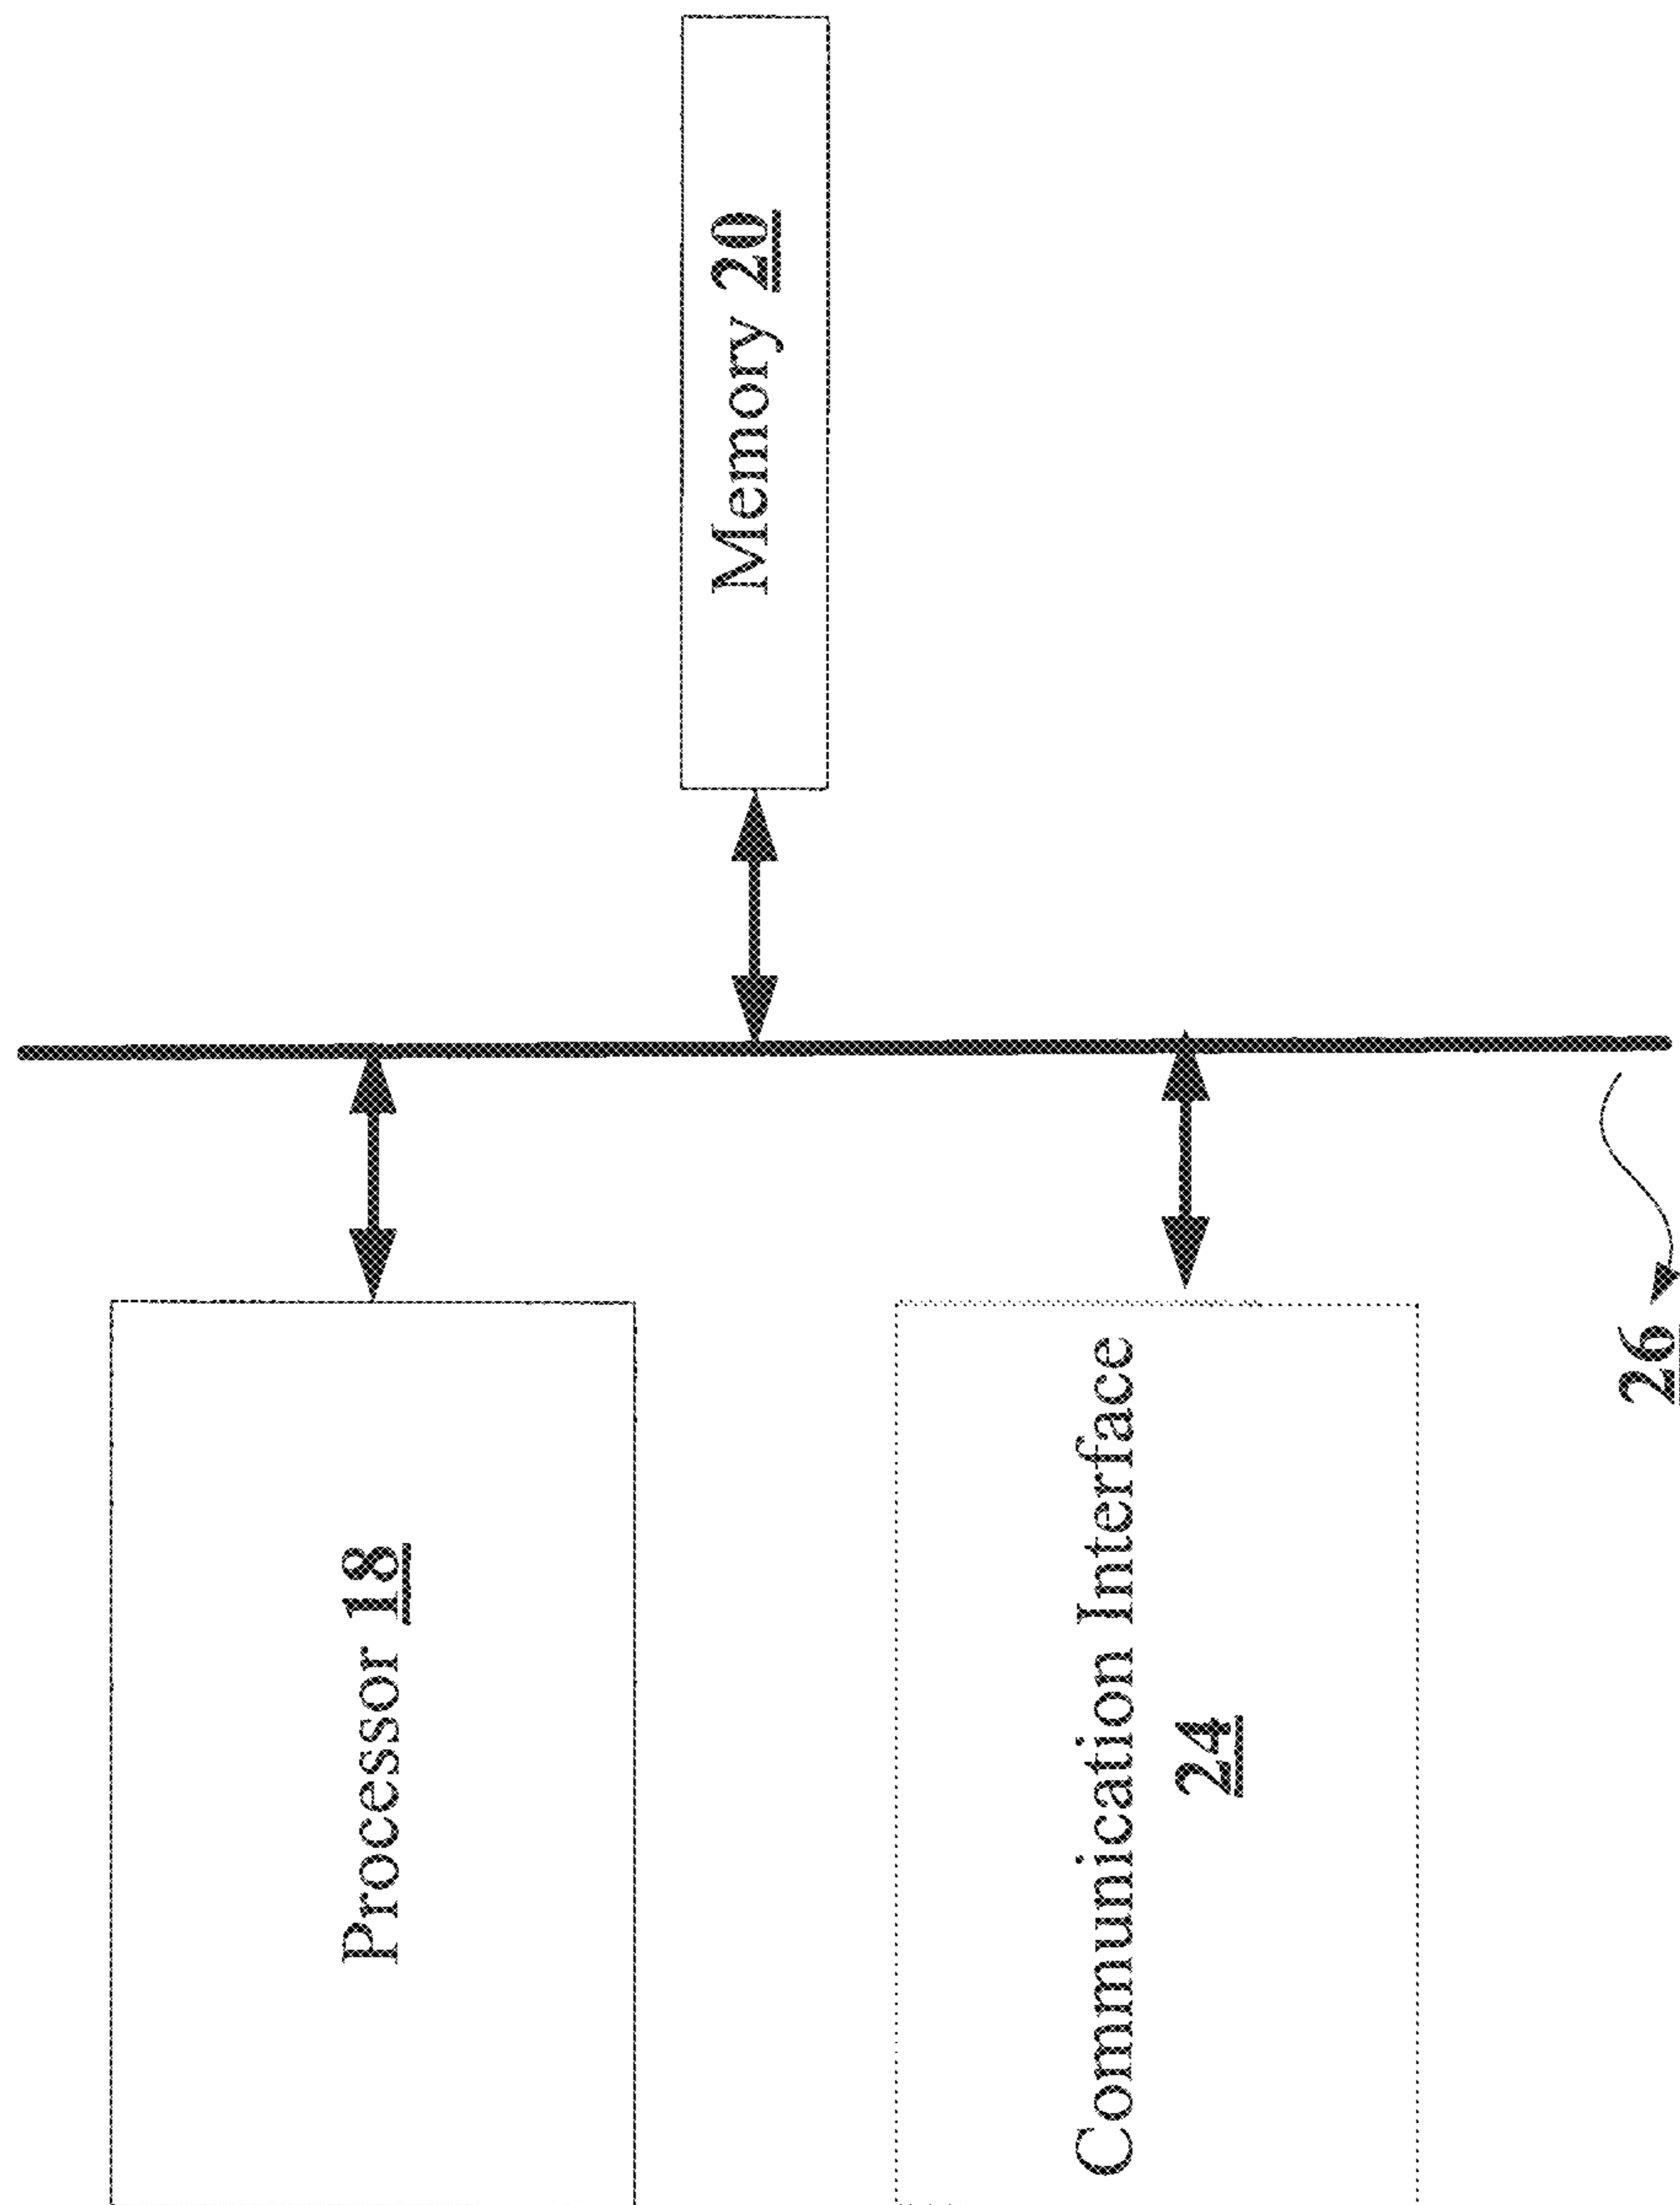 Processor 18
Memory 20
Communication Interface
24
26